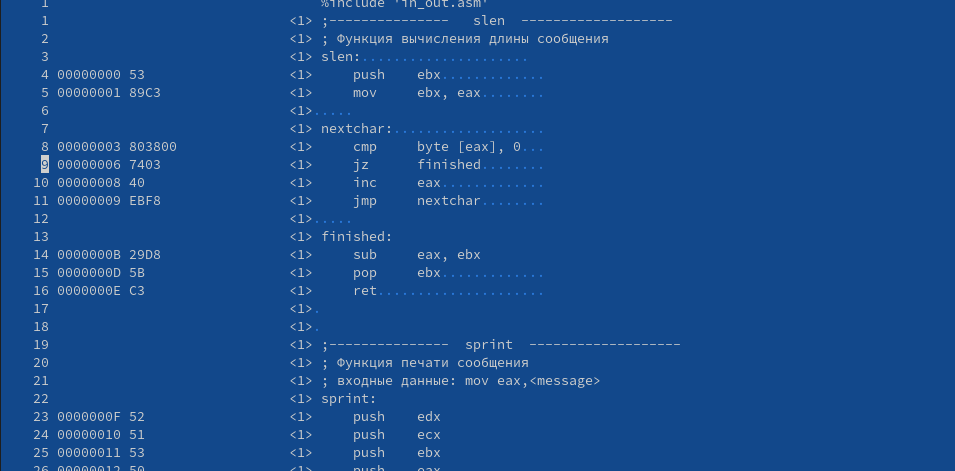 1 %include 'in_out.asm'
1 <1> ;--------------- slen -------------------
2 <1> ; Функция вычисления длины сообщения
3 <1> slen:.....................
4 00000000 53 <1> push ebx.............
5 00000001 89C3 <1> mov ebx, eax........
6 <1>.....
7 <1> nextchar:...................
8 00000003 803800 <1> cmp byte [eax], 0...
9 00000006 7403 <1> jz finished........
10 00000008 40 <1> inc eax.............
11 00000009 EBF8 <1> jmp nextchar........
12 <1>.....
13 <1> finished:
14 0000000B 29D8 <1> sub eax, ebx
15 0000000D 5B <1> pop ebx.............
16 0000000E C3 <1> ret.....................
17 <1>.
18 <1>.
19 <1> ;--------------- sprint -------------------
20 <1> ; Функция печати сообщения
21 <1> ; входные данные: mov eax,<message>
22 <1> sprint:
23 0000000F 52 <1> push edx
24 00000010 51 <1> push ecx
25 00000011 53 <1> push ebx
26 00000012 50 <1> push eax